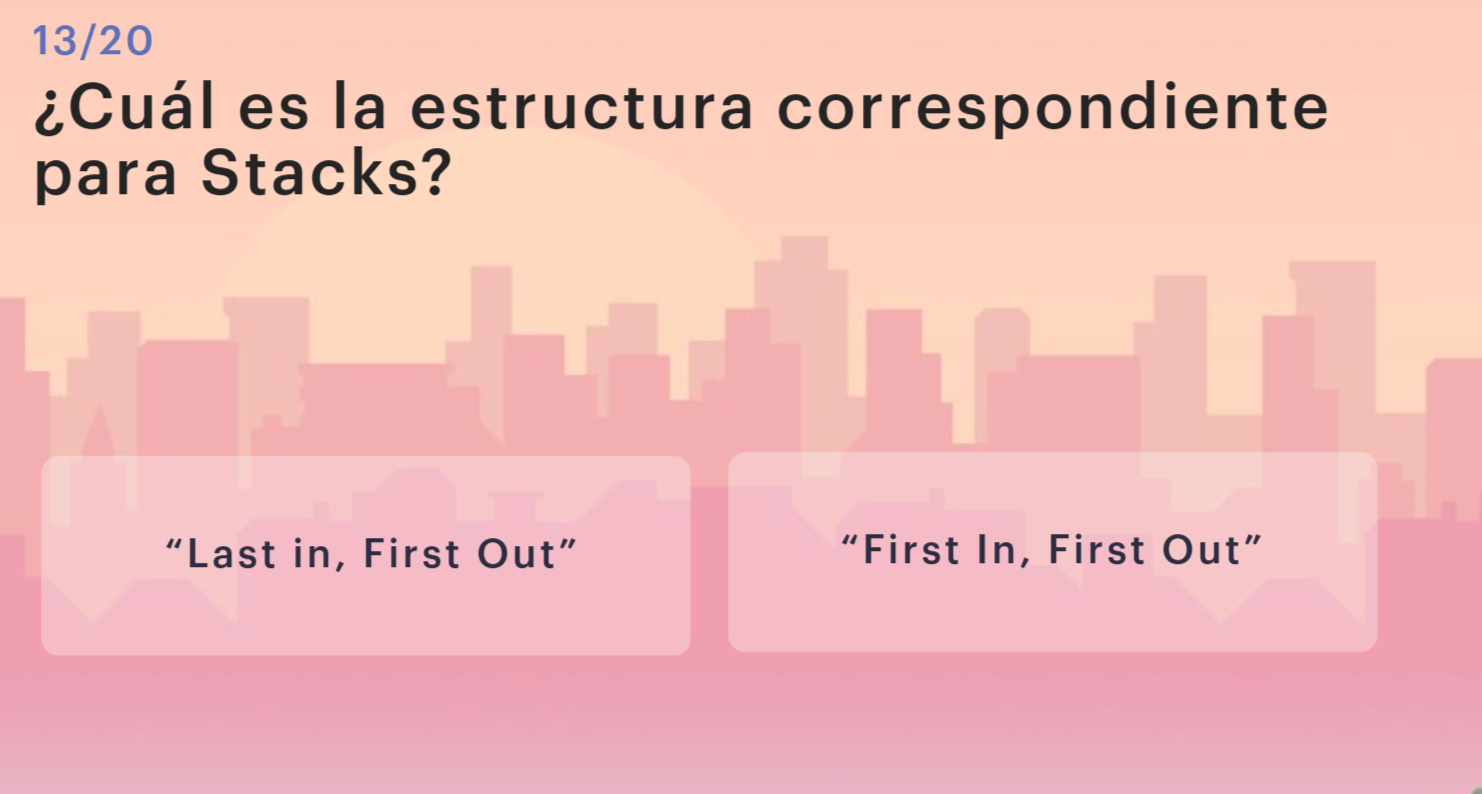 13/20
¿Cuál es la estructura correspondiente
para Stacks?
“Last in, First Out”
“First In, First Out”